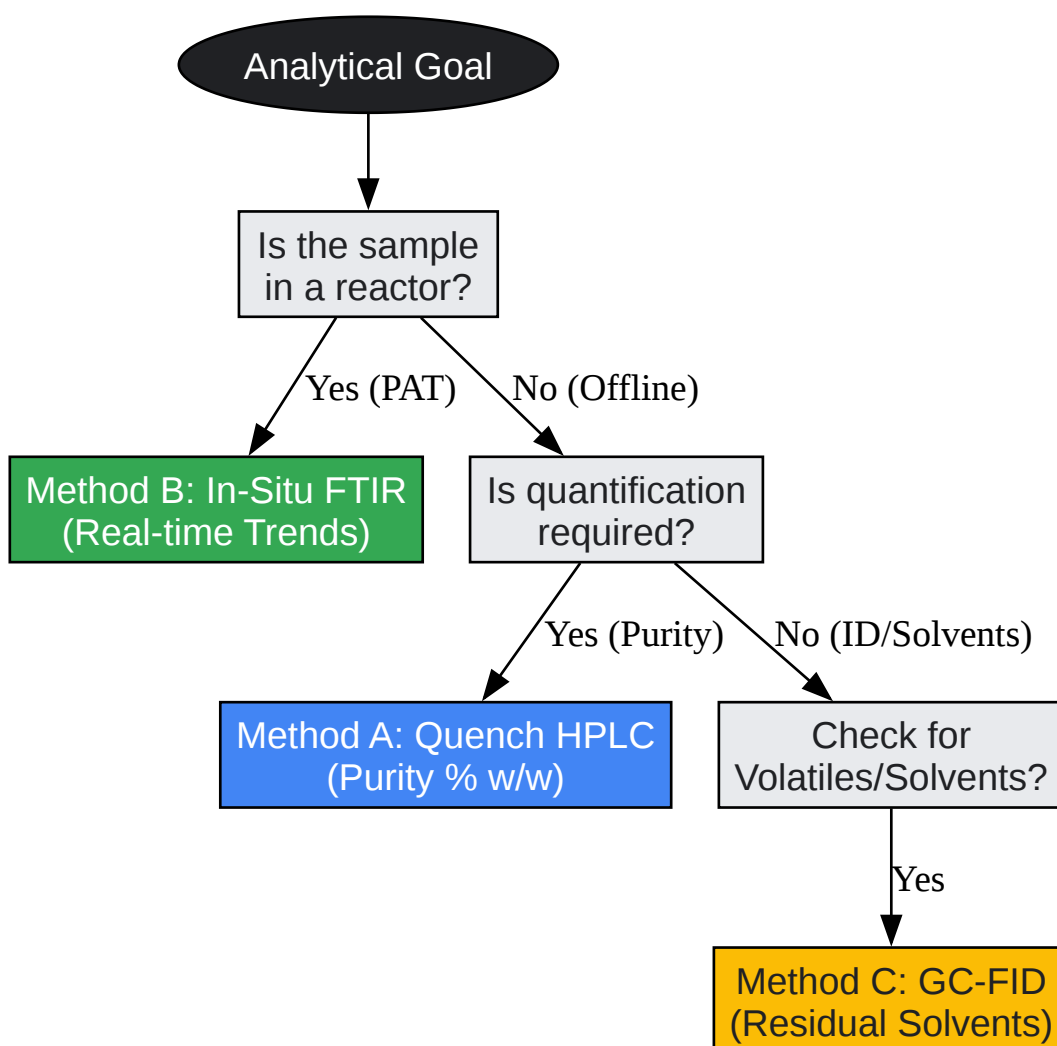 Analytical Goal
Is the sample
in a reactor?
Yes (PAT)
No (Offline)
Method B: In-Situ FTIR
(Real-time Trends)
Is quantification
required?
Yes (Purity)
No (ID/Solvents)
Method A: Quench HPLC
(Purity % w/w)
Check for
Volatiles/Solvents?
Yes
Method C: GC-FID
(Residual Solvents)